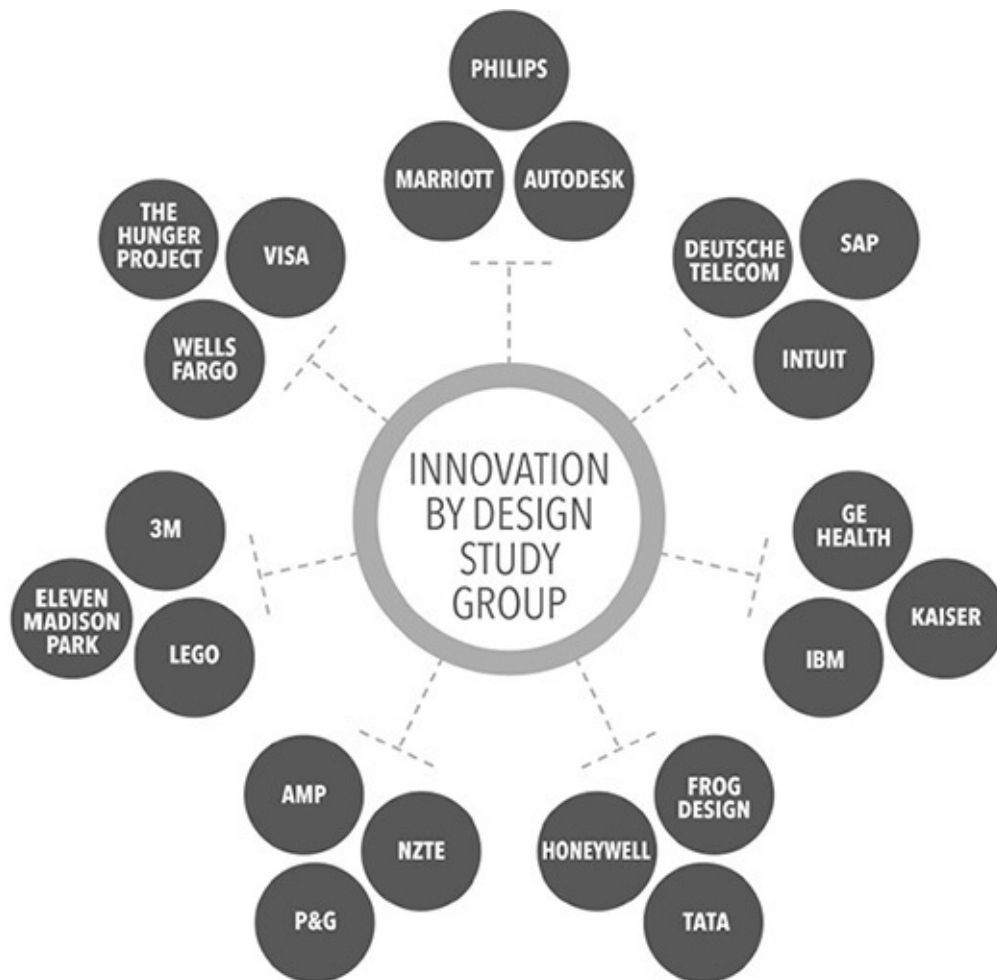 PHILIPS
MARRIOTT
AUTODESK
THE
HUNGER
PROJECT
VISA
WELLS
FARGO
DEUTSCHE
TELECOM
SAP
INTUIT
INNOVATION
BY DESIGN
STUDY
GROUP
3M
ELEVEN
MADISON
PARK
LEGO
GE
HEALTH
KAISER
IBM
AMP
NZTE
P&G
FROG
DESIGN
HONEYWELL
TATA